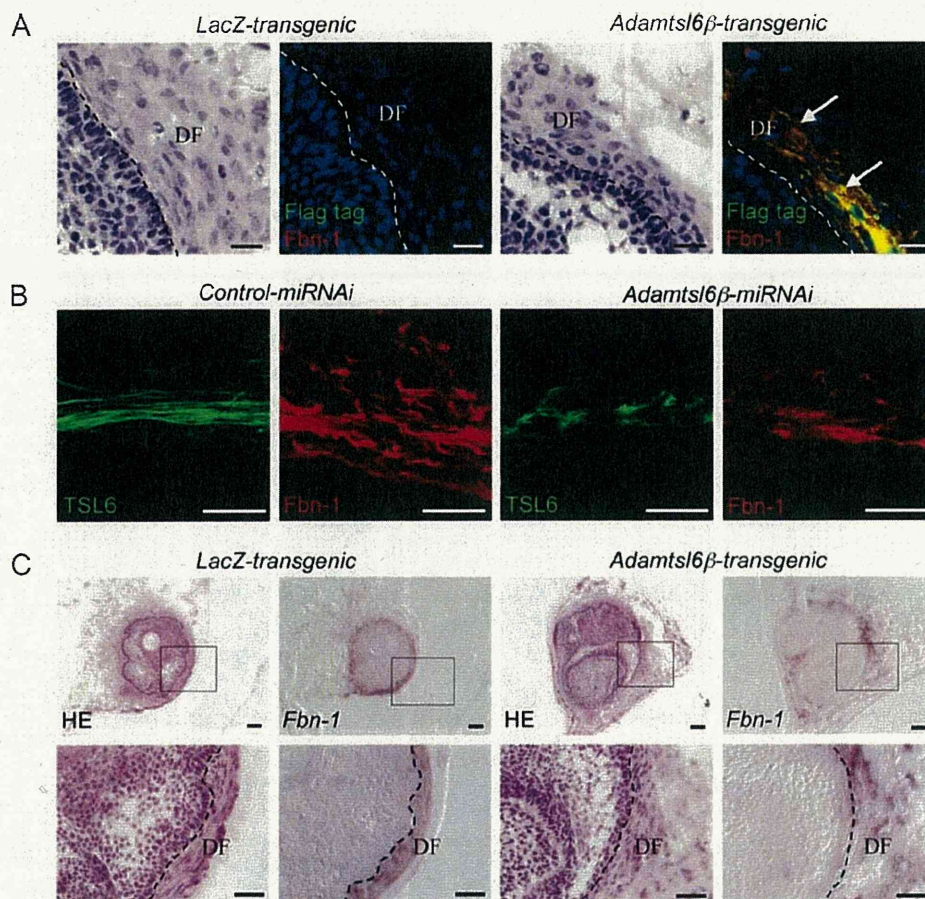 A
LacZ-transgenic
Adamtsl6β-transgenic
DF
DF
Flag tag
Fbn-1
DF
DF
Flag tag
Fbn-1
B
Control-miRNAi
Adamtsl6β-miRNAi
TSL6
Fbn-1
TSL6
Fbn-1
C
LacZ-transgenic
Adamtsl6β-transgenic
HE
Fbn-1
HE
Fbn-1
DF
DF
DF
DF